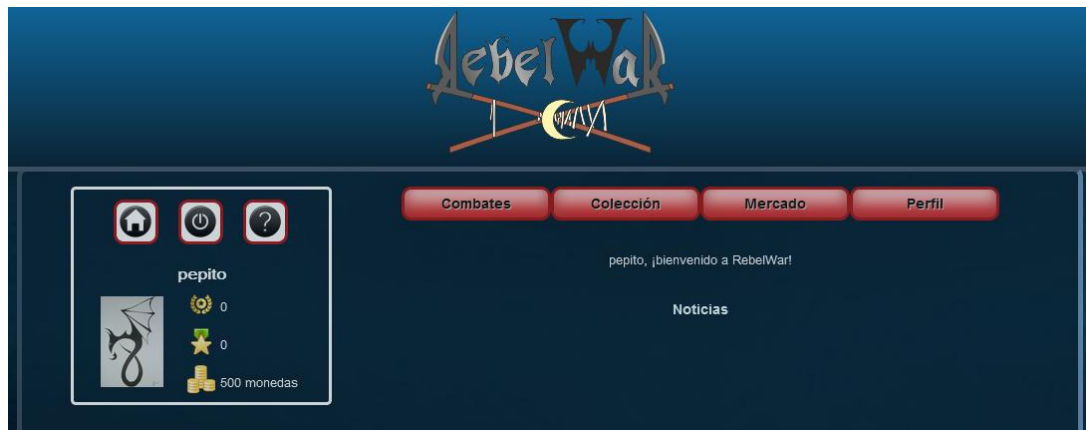 RebelWaR
Combates
Colección
Mercado
Perfil
?
pepito
0
0
500 monedas
pepito, ¡bienvenido a RebelWar!
Noticias